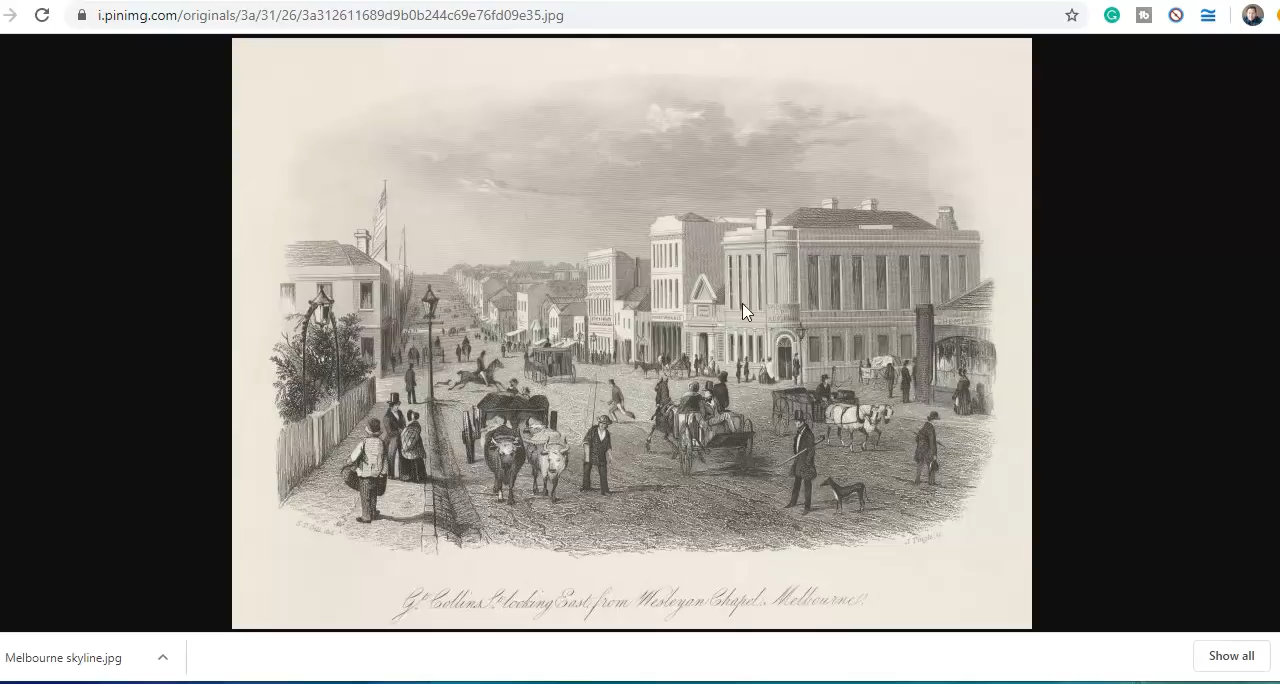 i.pinimg.com/originals/3a/31/26/3a312611689d9b0b244c69e76fd09e35.jpg
Gt. Collins St. looking East, from Wesleyan Chapel. Melbourne.
Melbourne skyline.jpg
Show all